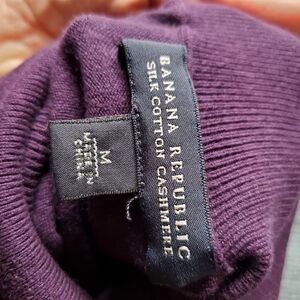 BANANA REPUBLIC
SILK COTTON CASHMERE
M
MADE IN
CHINA